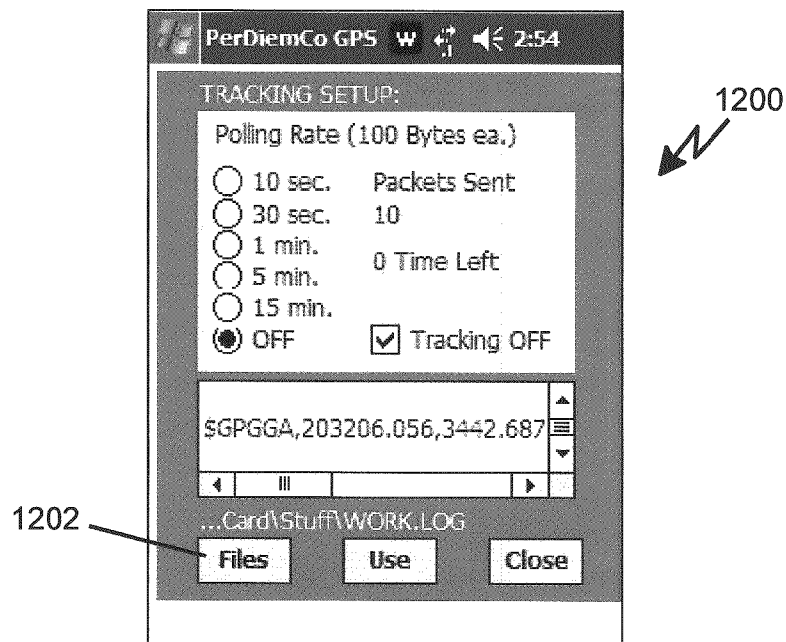 PerDiemCo GPS W 2:54
TRACKING SETUP:
1200
Polling Rate (100 Bytes ea.)
10 sec. Packets Sent
30 sec. 10
1 min.
0 Time Left
5 min.
15 min.
OFF Tracking OFF
$GPGGA,203206.056,3442.687
...Card\Stuff\WORK.LOG
1202
Files Use Close